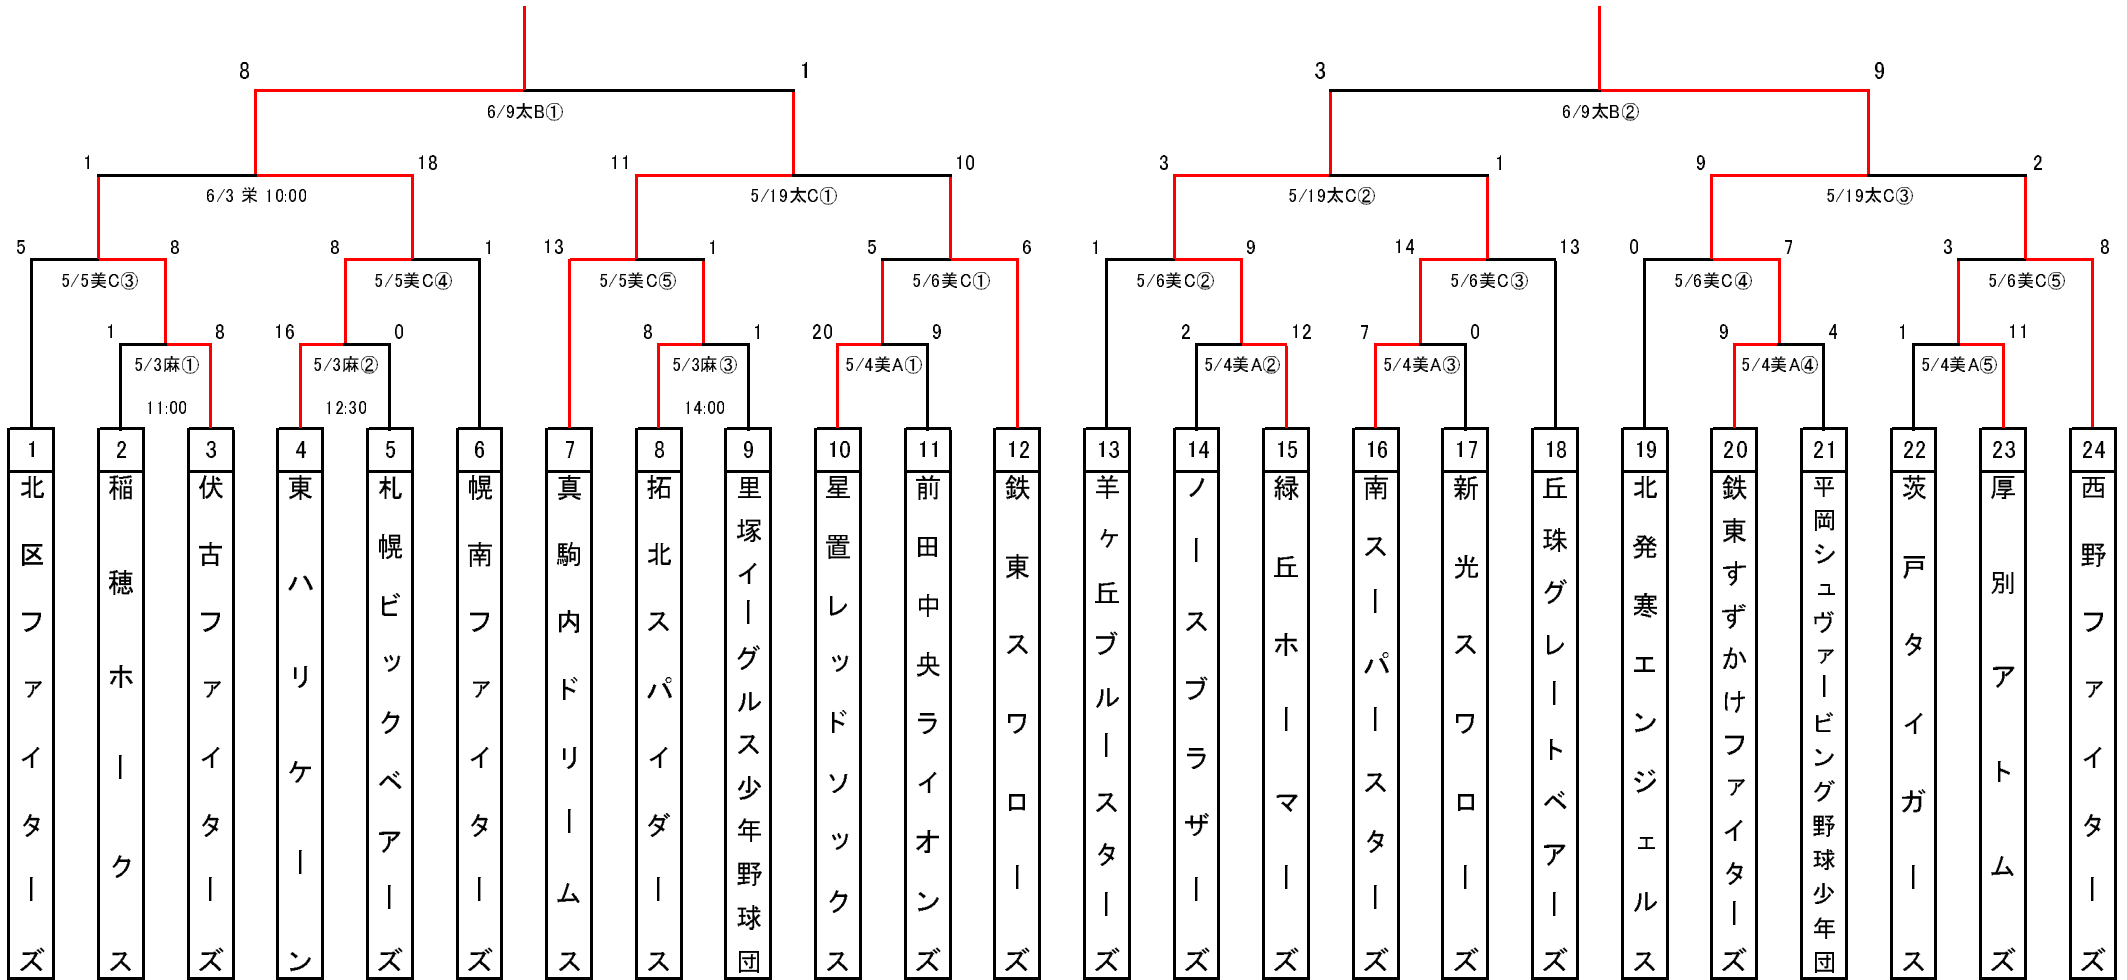 8 1 3 9
6/9太B① 6/9太B②
1 18 11 10 3 1 9 2
6/3 栄 10:00 5/19太C① 5/19太C② 5/19太C③
5 8 8 1 13 1 5 6 1 9 14 13 0 7 3 8
5/5美C③ 5/5美C④ 5/5美C⑤ 5/6美C① 5/6美C② 5/6美C③ 5/6美C④ 5/6美C⑤
1 8 16 0 8 1 20 9 2 12 7 0 9 4 1 11
5/3麻① 5/3麻② 5/3麻③ 5/4美A① 5/4美A② 5/4美A③ 5/4美A④ 5/4美A⑤
11:00 12:30 14:00
1 北区ファイターズ
2 稲穂ホークス
3 伏古ファイターズ
4 東ハリケーン
5 札幌ビックベアーズ
6 幌南ファイターズ
7 真駒内ドリームス
8 拓北スパイダース
9 里塚イーグルス少年野球団
10 星置レッドソックス
11 前田中央ライオンズ
12 鉄東スワローズ
13 羊ヶ丘ブルースターズ
14 ノースブラザーズ
15 緑丘ホーマーズ
16 南スーパースターズ
17 新光スワローズ
18 丘珠グレートベアーズ
19 北発寒エンジェルス
20 鉄東すずかけファイターズ
21 平岡シュヴァービング野球少年団
22 茨戸タイガース
23 厚別アトムズ
24 西野ファイターズ